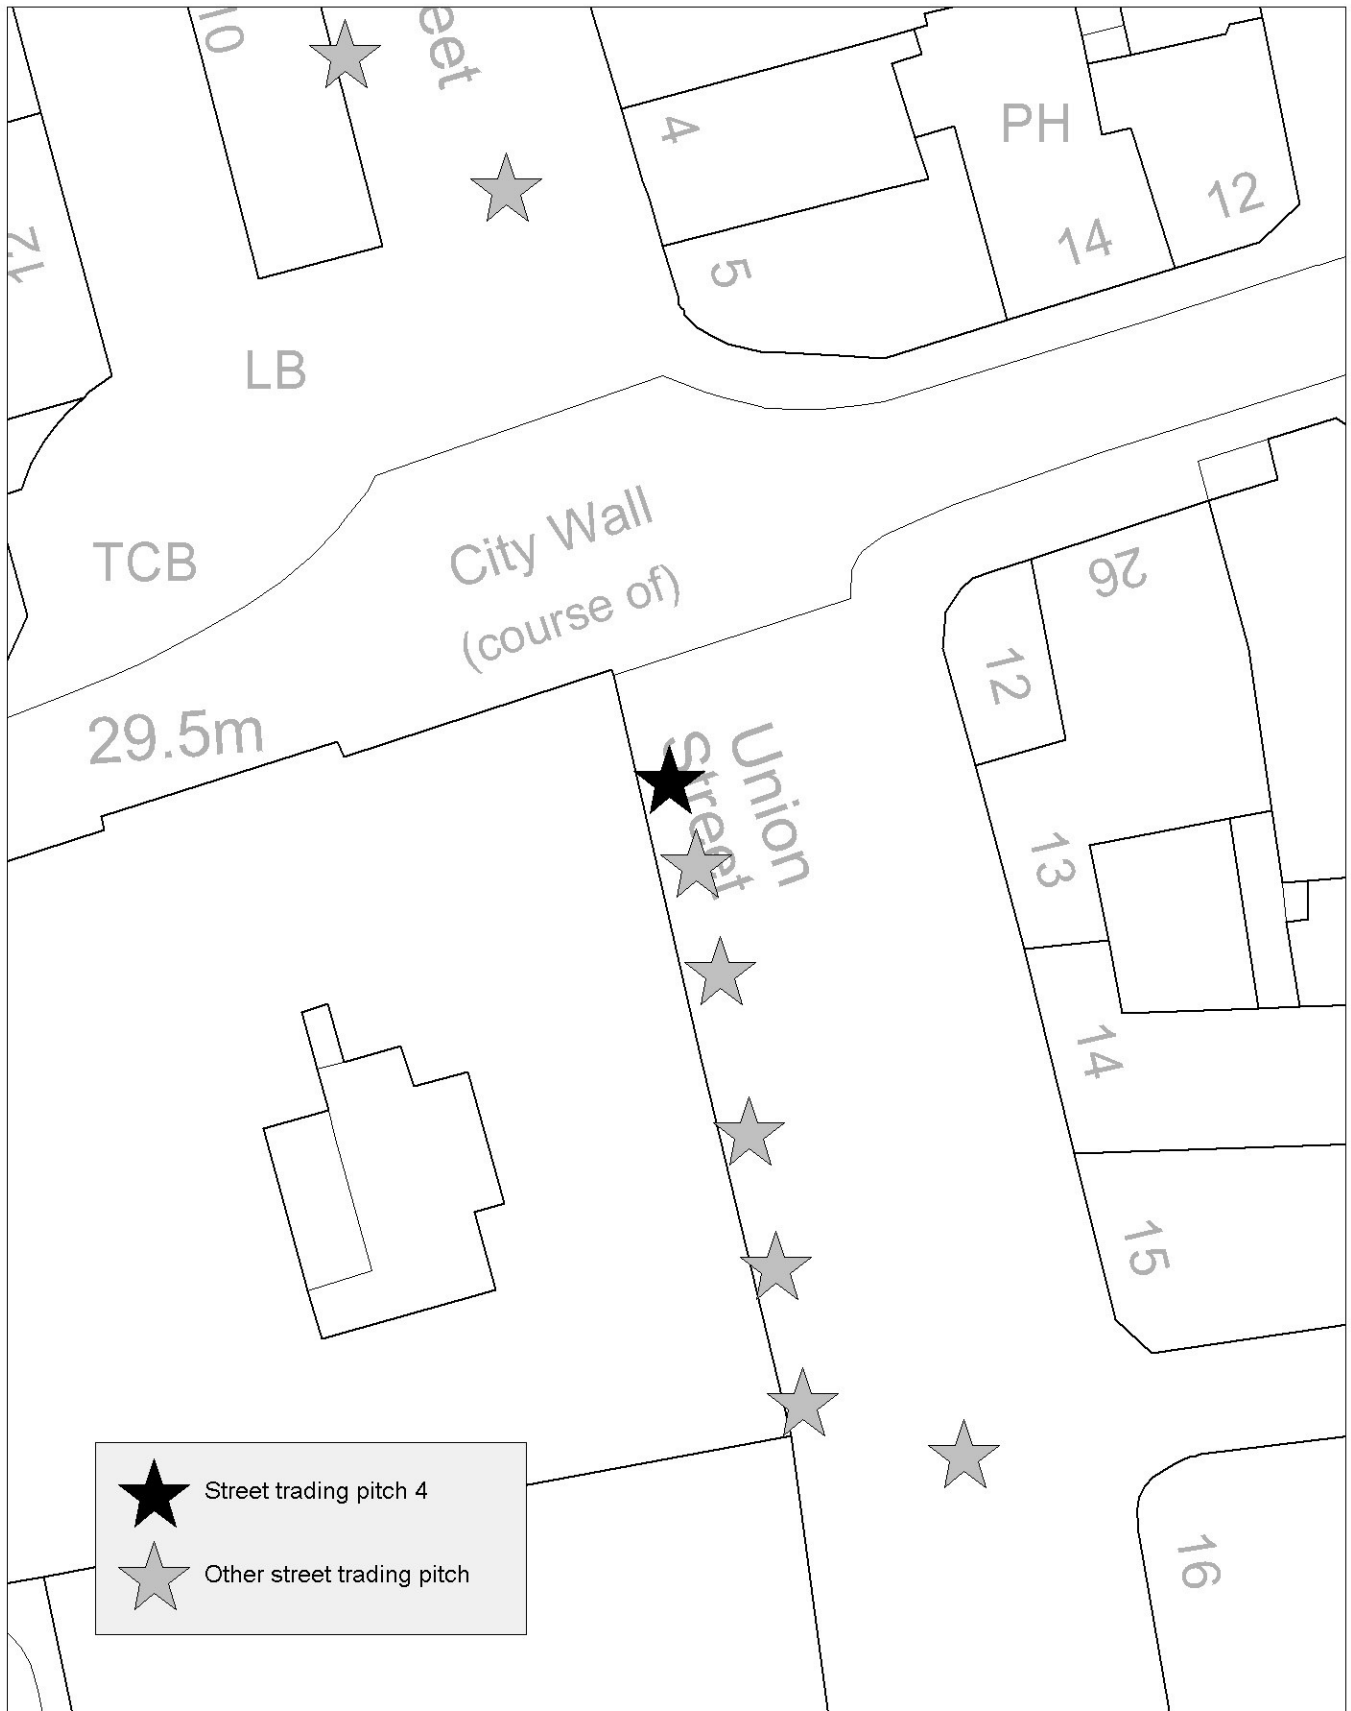 10
eet
4
PH
12
14
12
5
LB
City Wall
(course of)
TCB
26
12
29.5m
Union
Street
13
14
15
16
Street trading pitch 4
Other street trading pitch